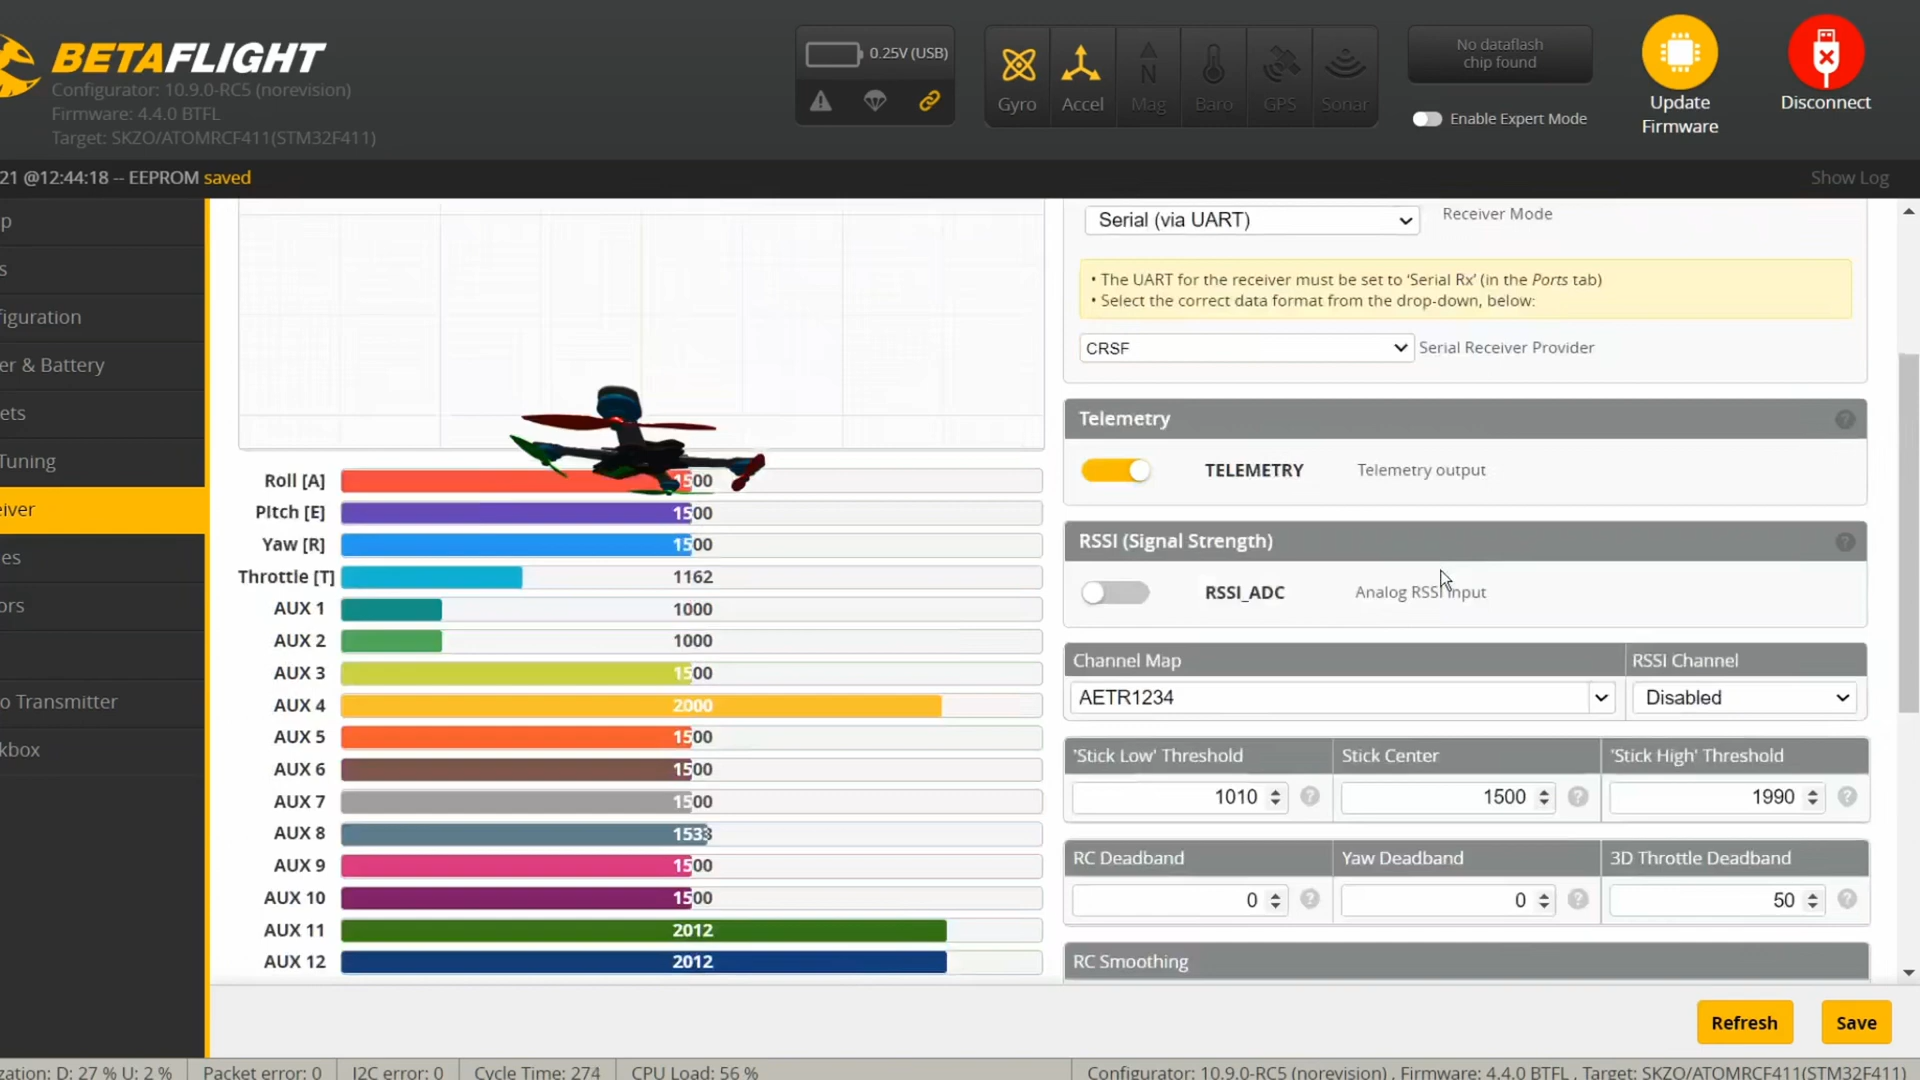 BETAFLIGHT
Configurator: 10.9.0-RC5 (norevision)
Firmware: 4.4.0 BTFL
Target: SKZO/ATOMRCF411(STM32F411)
0.25V (USB)
Gyro
Accel
Mag
Baro
GPS
Sonar
No dataflash
chip found
Enable Expert Mode
Update
Firmware
Disconnect
21 @12:44:18 -- EEPROM saved
Show Log
p
s
figuration
er & Battery
ets
Tuning
eiver
es
ors
o Transmitter
kbox
Roll [A] 1500
Pitch [E] 1500
Yaw [R] 1500
Throttle [T] 1162
AUX 1 1000
AUX 2 1000
AUX 3 1500
AUX 4 2000
AUX 5 1500
AUX 6 1500
AUX 7 1500
AUX 8 1533
AUX 9 1500
AUX 10 1500
AUX 11 2012
AUX 12 2012
Serial (via UART) Receiver Mode
• The UART for the receiver must be set to 'Serial Rx' (in the Ports tab)
• Select the correct data format from the drop-down, below:
CRSF Serial Receiver Provider
Telemetry
TELEMETRY Telemetry output
RSSI (Signal Strength)
RSSI_ADC Analog RSSI Input
Channel Map RSSI Channel
AETR1234 Disabled
'Stick Low' Threshold Stick Center 'Stick High' Threshold
1010 1500 1990
RC Deadband Yaw Deadband 3D Throttle Deadband
0 0 50
RC Smoothing
Refresh Save
zation: D: 27 % U: 2 % Packet error: 0 I2C error: 0 Cycle Time: 274 CPU Load: 56 % Configurator: 10.9.0-RC5 (norevision) , Firmware: 4.4.0 BTFL , Target: SKZO/ATOMRCF411(STM32F411)